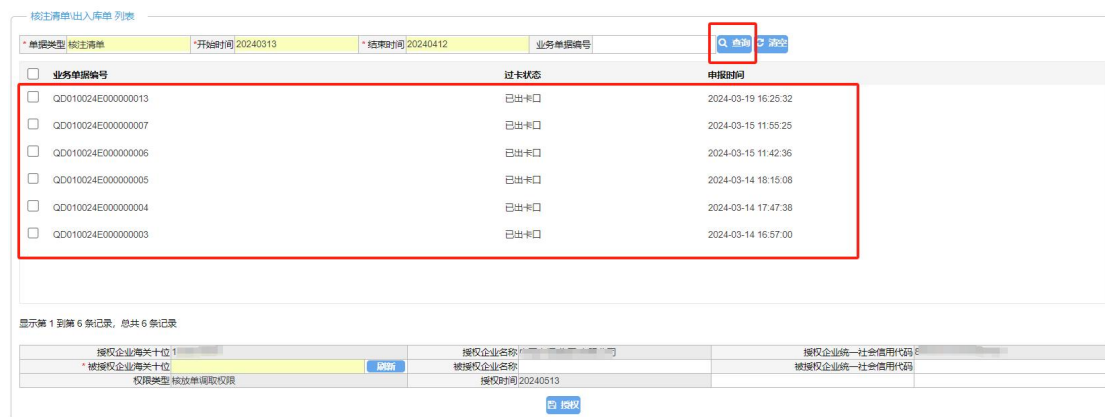 核注清单\出入库单 列表
* 单据类型 核注清单 *开始时间 20240313 * 结束时间 20240412 业务单据编号 查询 清空
业务单据编号 过卡状态 申报时间
QD010024E000000013 已出卡口 2024-03-19 16:25:32
QD010024E000000007 已出卡口 2024-03-15 11:55:25
QD010024E000000006 已出卡口 2024-03-15 11:42:36
QD010024E000000005 已出卡口 2024-03-14 18:15:08
QD010024E000000004 已出卡口 2024-03-14 17:47:38
QD010024E000000003 已出卡口 2024-03-14 16:57:00
显示第 1 到第 6 条记录，总共 6 条记录
授权企业海关十位 1 授权企业名称 授权企业统一社会信用代码
* 被授权企业海关十位 刷新 被授权企业名称 被授权企业统一社会信用代码
权限类型 核放单调取权限 授权时间 20240513
授权